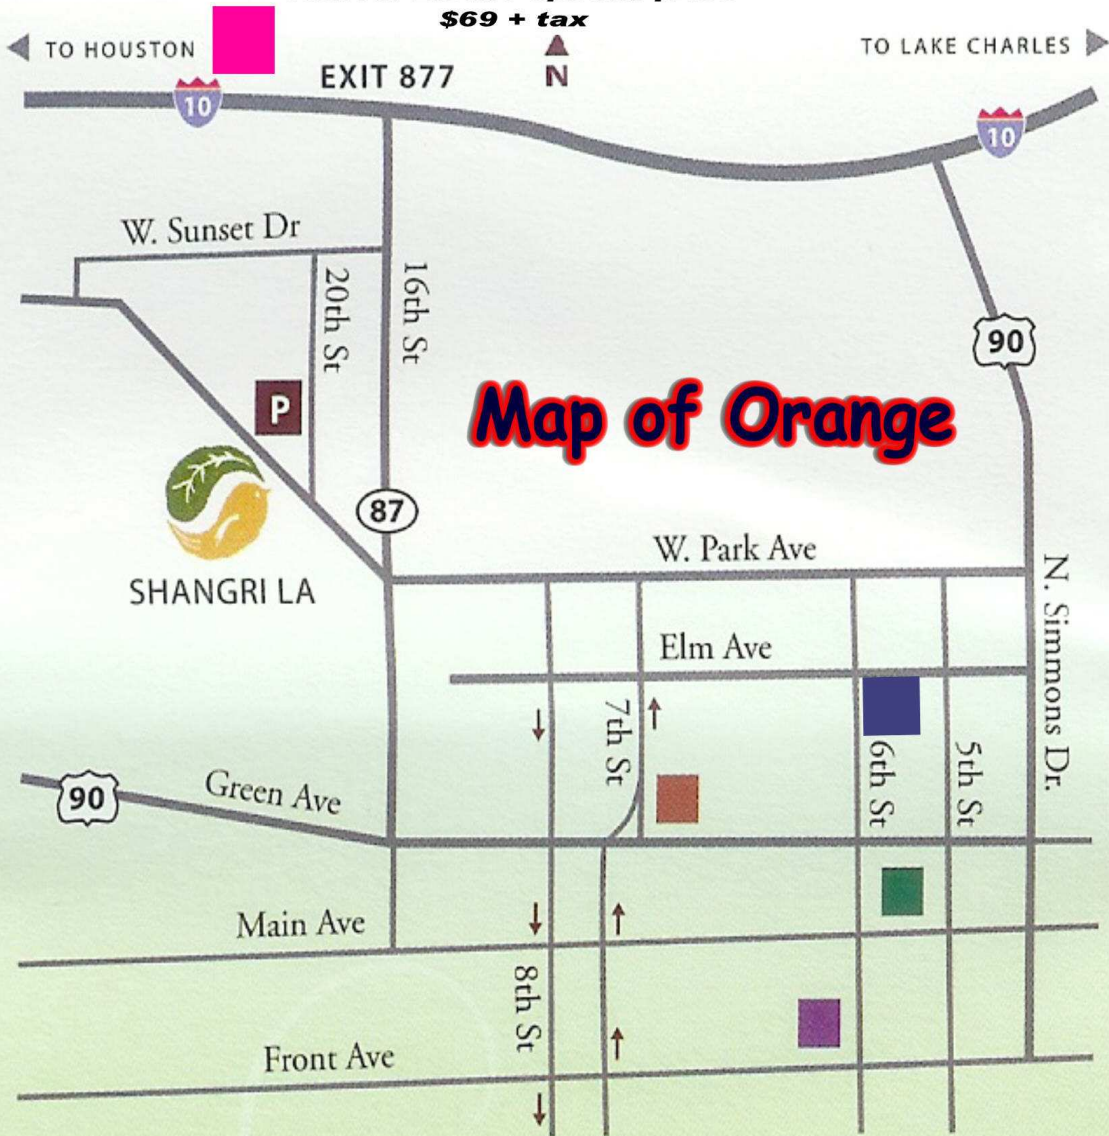 $69 + tax
TO HOUSTON
TO LAKE CHARLES
EXIT 877
N
10
10
W. Sunset Dr
20th St
16th St
90
P
Map of Orange
87
SHANGRI LA
W. Park Ave
N. Simmons Dr.
Elm Ave
7th St
6th St
5th St
90
Green Ave
Main Ave
8th St
Front Ave